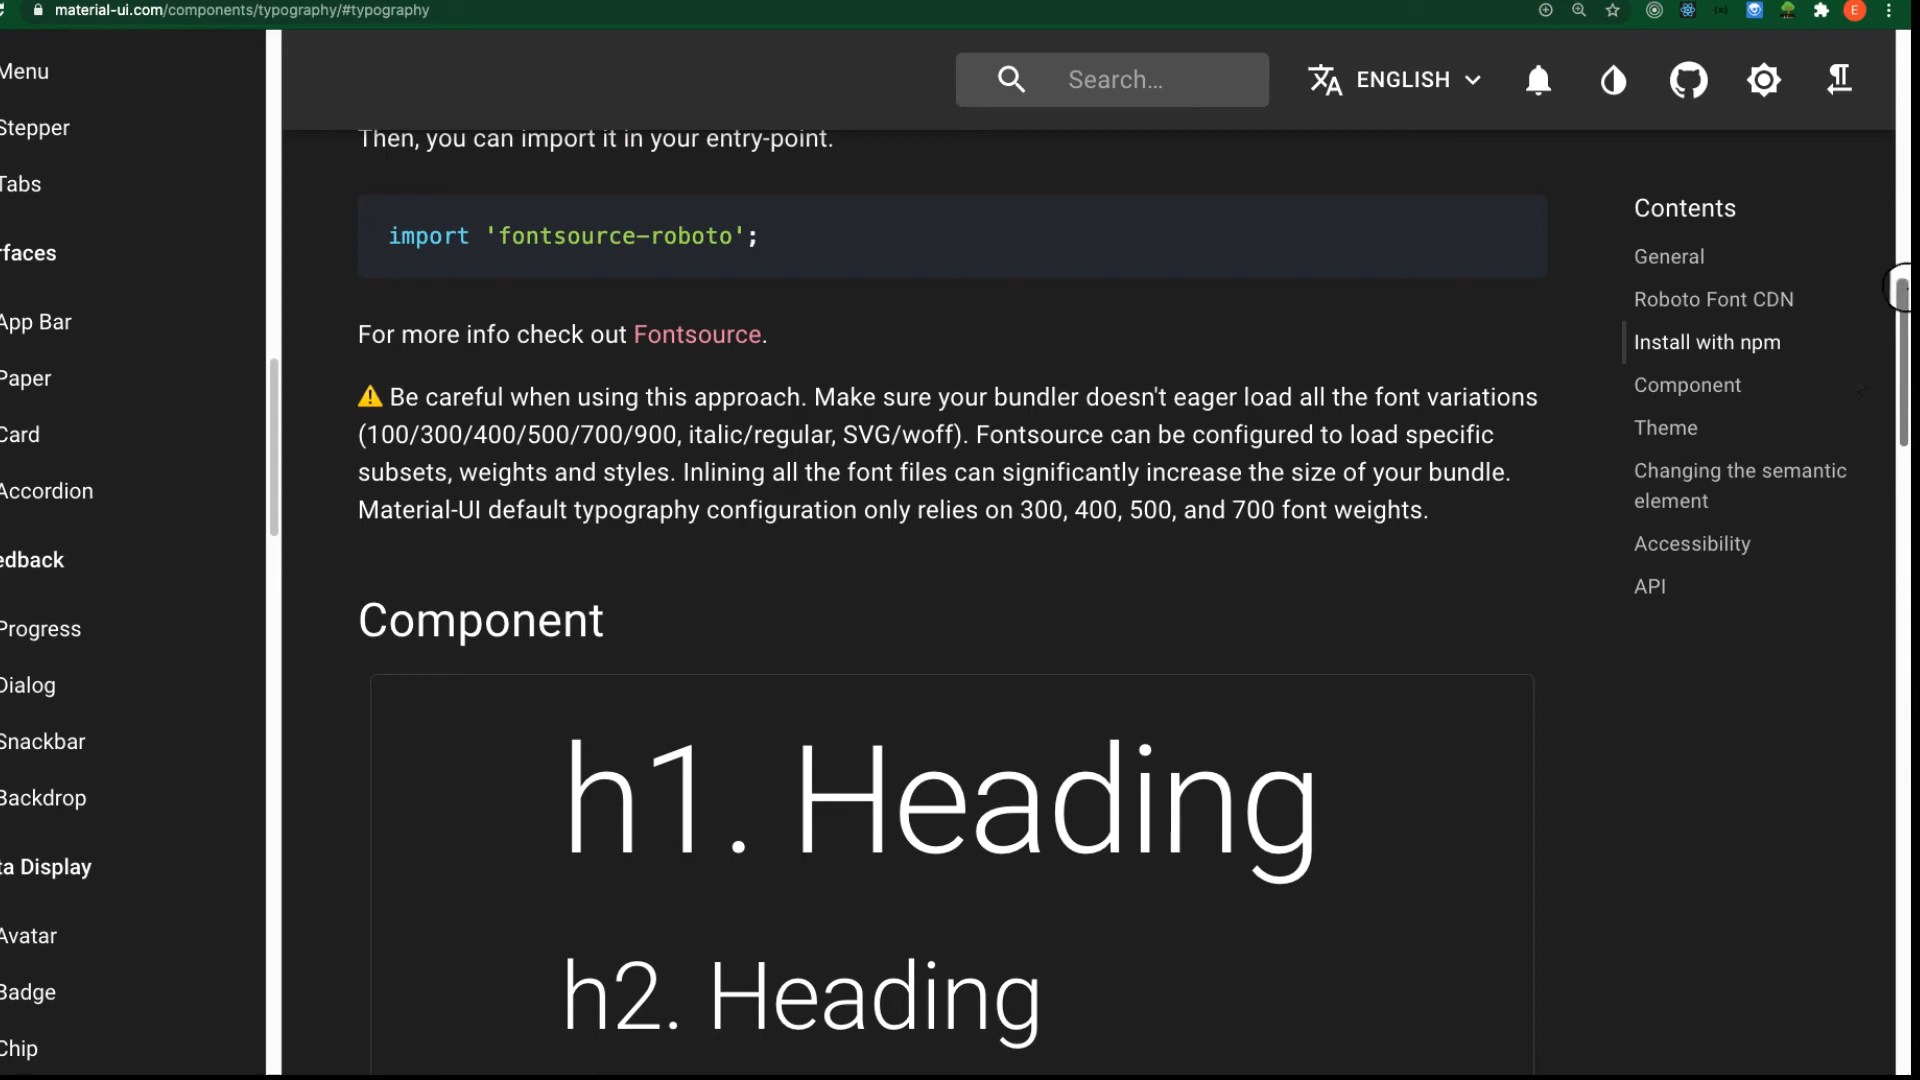 material-ui.com/components/typography/#typography
E
Menu
Stepper
Tabs
rfaces
App Bar
Paper
Card
Accordion
edback
Progress
Dialog
Snackbar
Backdrop
ta Display
Avatar
Badge
Chip
Search...
ENGLISH
Then, you can import it in your entry-point.
import 'fontsource-roboto';
For more info check out Fontsource.
⚠️ Be careful when using this approach. Make sure your bundler doesn't eager load all the font variations
(100/300/400/500/700/900, italic/regular, SVG/woff). Fontsource can be configured to load specific
subsets, weights and styles. Inlining all the font files can significantly increase the size of your bundle.
Material-UI default typography configuration only relies on 300, 400, 500, and 700 font weights.
Component
h1. Heading
h2. Heading
Contents
General
Roboto Font CDN
Install with npm
Component
Theme
Changing the semantic
element
Accessibility
API